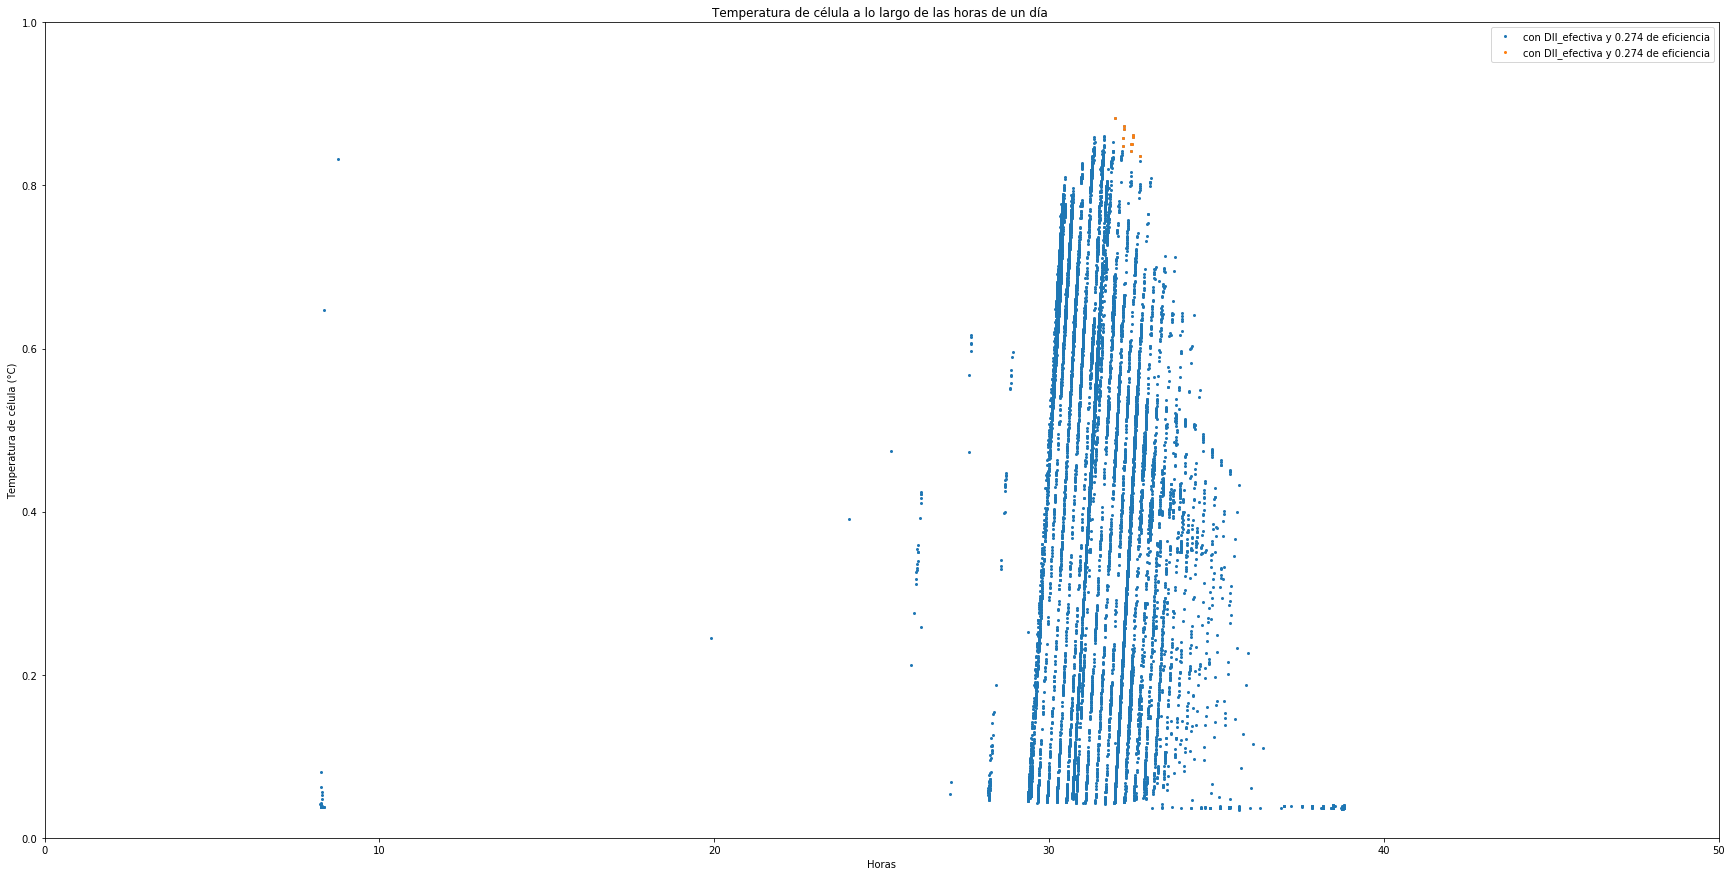 Temperatura de célula a lo largo de las horas de un día
con DII_efectiva y 0.274 de eficiencia
con DII_efectiva y 0.274 de eficiencia
Temperatura de célula (°C)
1.0
0.8
0.6
0.4
0.2
0.0
0 10 20 30 40 50
Horas